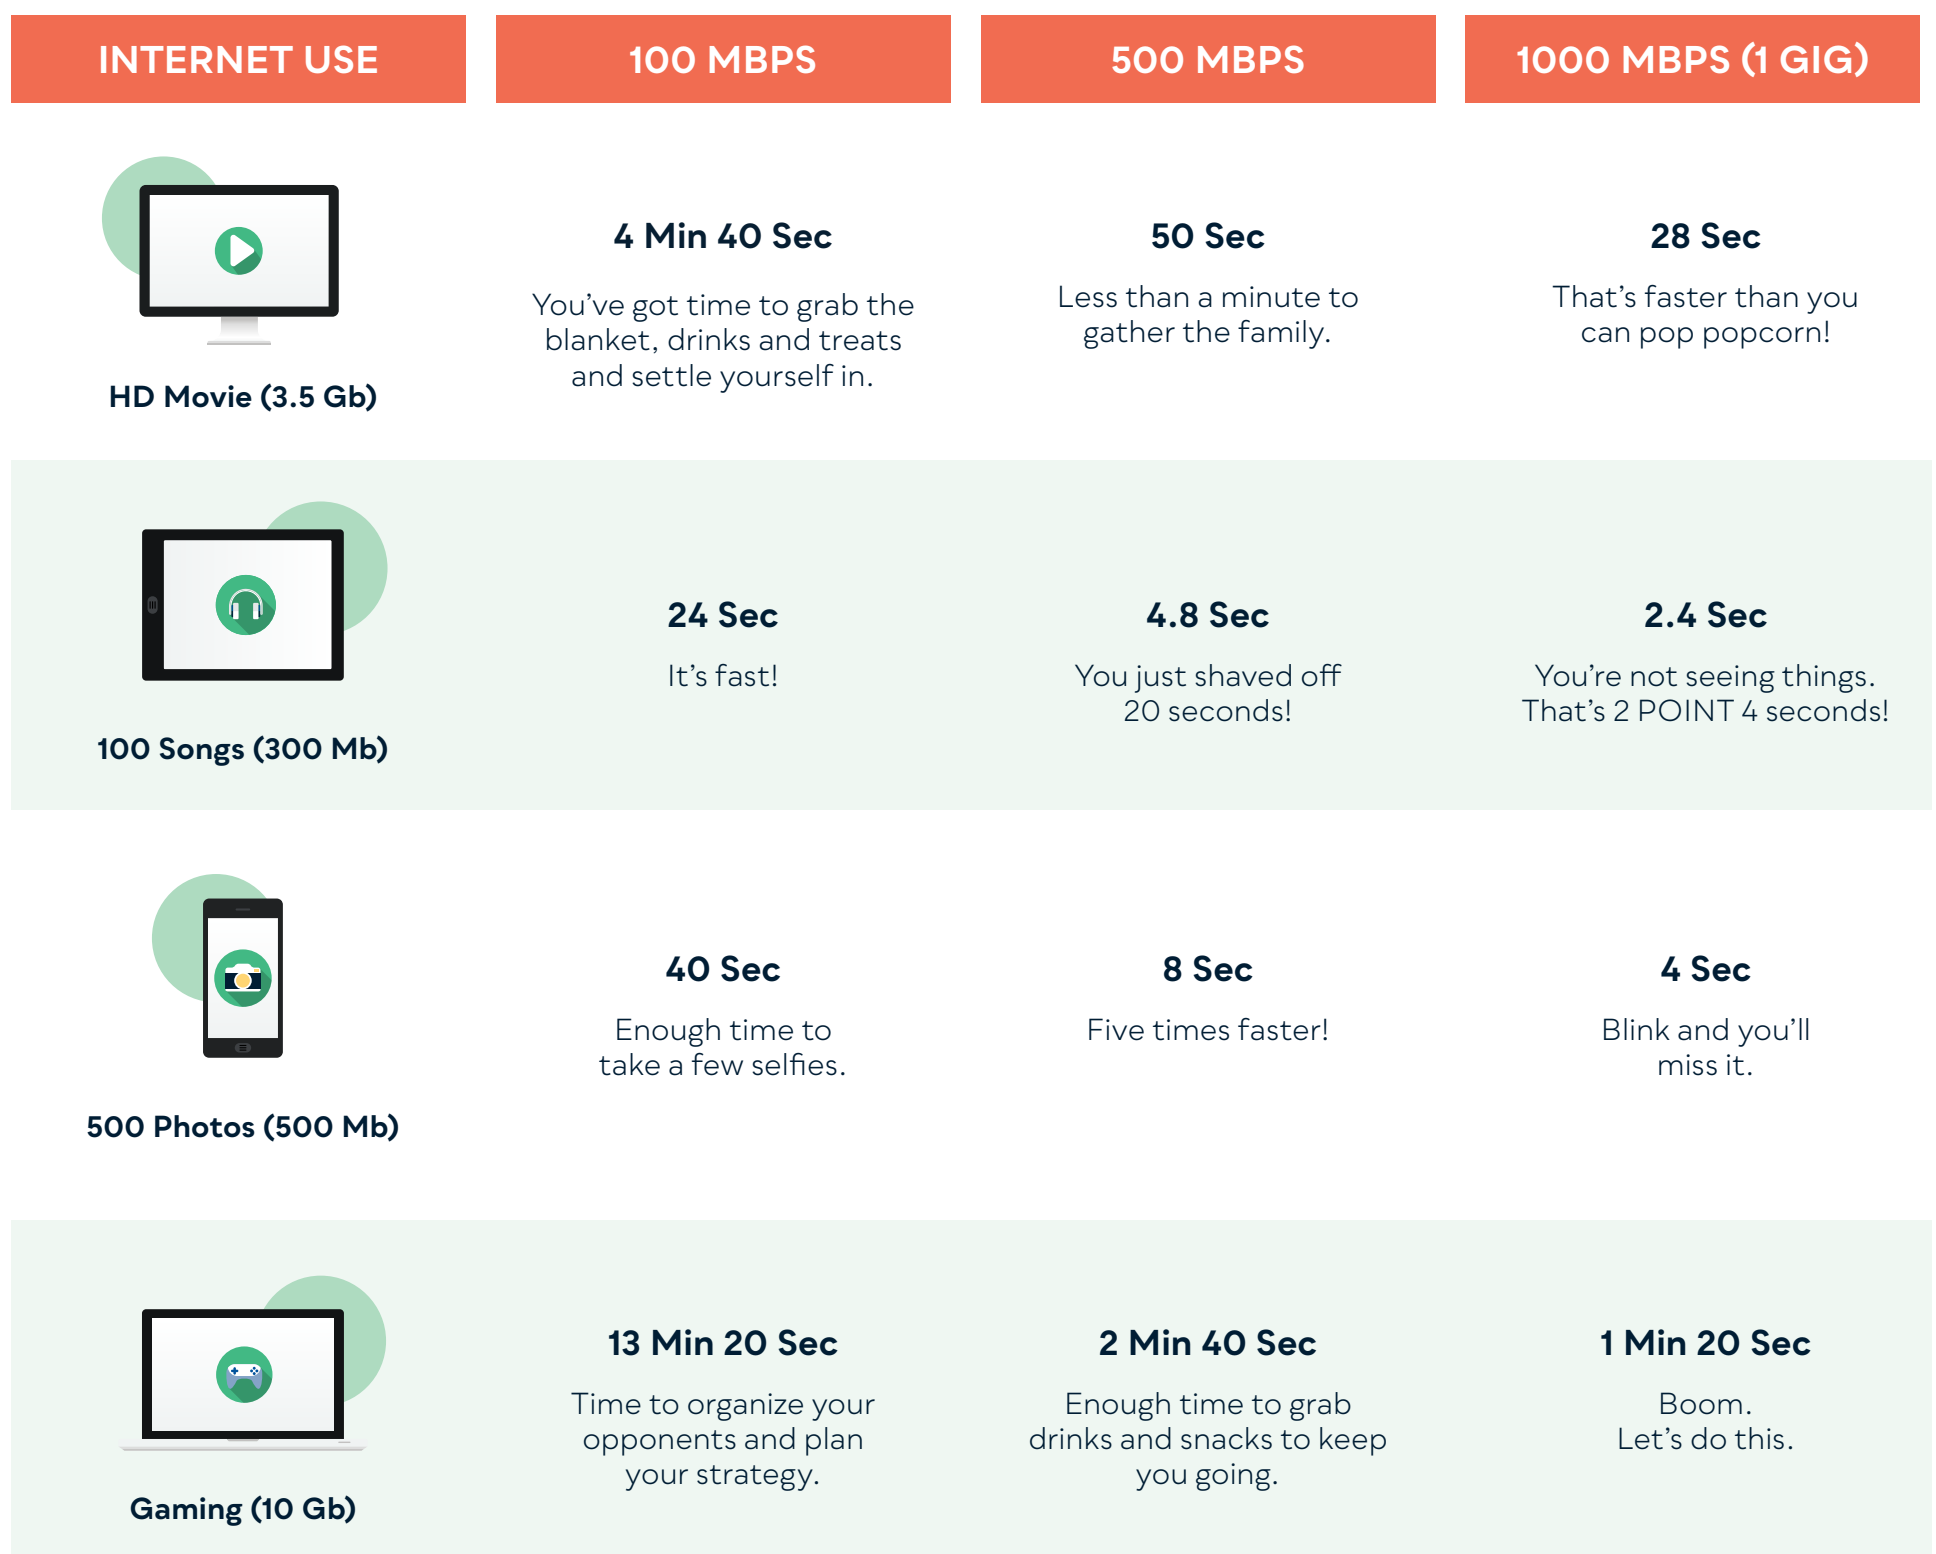 INTERNET USE
100 MBPS
500 MBPS
1000 MBPS (1 GIG)
HD Movie (3.5 Gb)
4 Min 40 Sec
You’ve got time to grab the
blanket, drinks and treats
and settle yourself in.
50 Sec
Less than a minute to
gather the family.
28 Sec
That’s faster than you
can pop popcorn!
100 Songs (300 Mb)
24 Sec
It’s fast!
4.8 Sec
You just shaved off
20 seconds!
2.4 Sec
You’re not seeing things.
That’s 2 POINT 4 seconds!
500 Photos (500 Mb)
40 Sec
Enough time to
take a few selfies.
8 Sec
Five times faster!
4 Sec
Blink and you’ll
miss it.
Gaming (10 Gb)
13 Min 20 Sec
Time to organize your
opponents and plan
your strategy.
2 Min 40 Sec
Enough time to grab
drinks and snacks to keep
you going.
1 Min 20 Sec
Boom.
Let’s do this.